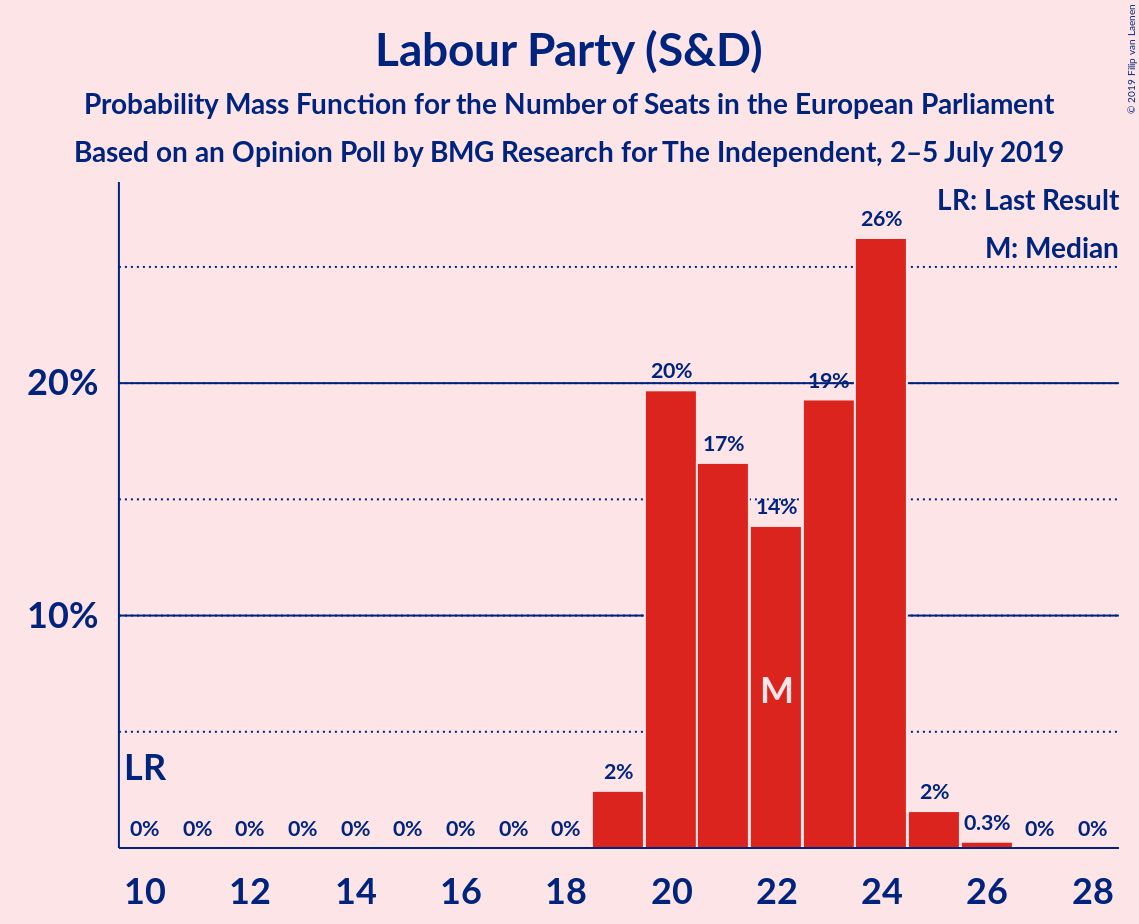 Labour Party (S&D)
Probability Mass Function for the Number of Seats in the European Parliament
Based on an Opinion Poll by BMG Research for The Independent, 2–5 July 2019
© 2019 Filip van Laenen
LR: Last Result
M: Median
26%
20%
20%
19%
17%
14%
10%
M
LR
2%
2%
0.3%
0% 0% 0% 0% 0% 0% 0% 0% 0% 0% 0%
10 12 14 16 18 20 22 24 26 28